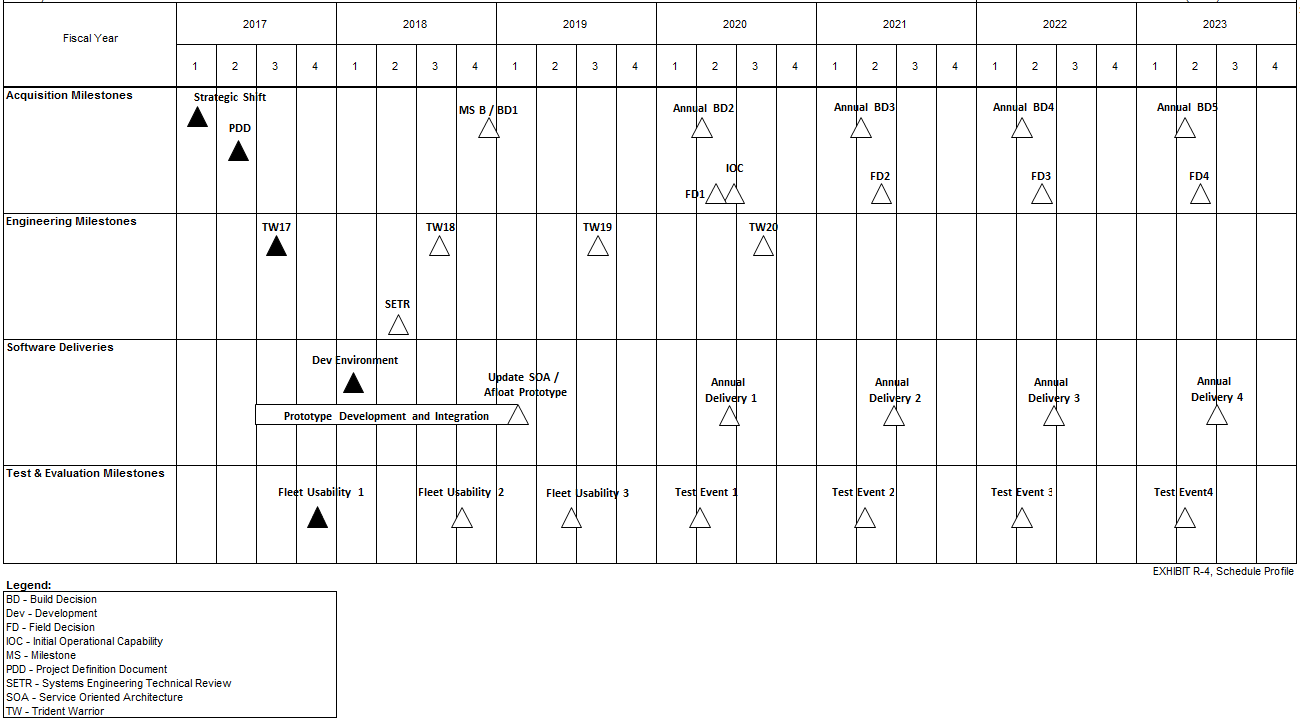 2017 2018 2019 2020 2021 2022 2023
Fiscal Year
1 2 3 4 1 2 3 4 1 2 3 4 1 2 3 4 1 2 3 4 1 2 3 4 1 2 3 4
Acquisition Milestones
Strategic Shift
MS B / BD1 Annual BD2 Annual BD3 Annual BD4 Annual BD5
PDD
IOC
FD1 FD2 FD3 FD4
Engineering Milestones
TW17 TW18 TW19 TW20
SETR
Software Deliveries
Dev Environment
Update SOA /
Afloat Prototype
Annual Annual Annual Annual
Delivery 1 Delivery 2 Delivery 3 Delivery 4
Prototype Development and Integration
Test & Evaluation Milestones
Fleet Usability 1 Fleet Usability 2 Fleet Usability 3 Test Event 1 Test Event 2 Test Event 3 Test Event4
EXHIBIT R-4, Schedule Profile
Legend:
BD - Build Decision
Dev - Development
FD - Field Decision
IOC - Initial Operational Capability
MS - Milestone
PDD - Project Definition Document
SETR - Systems Engineering Technical Review
SOA - Service Oriented Architecture
TW - Trident Warrior